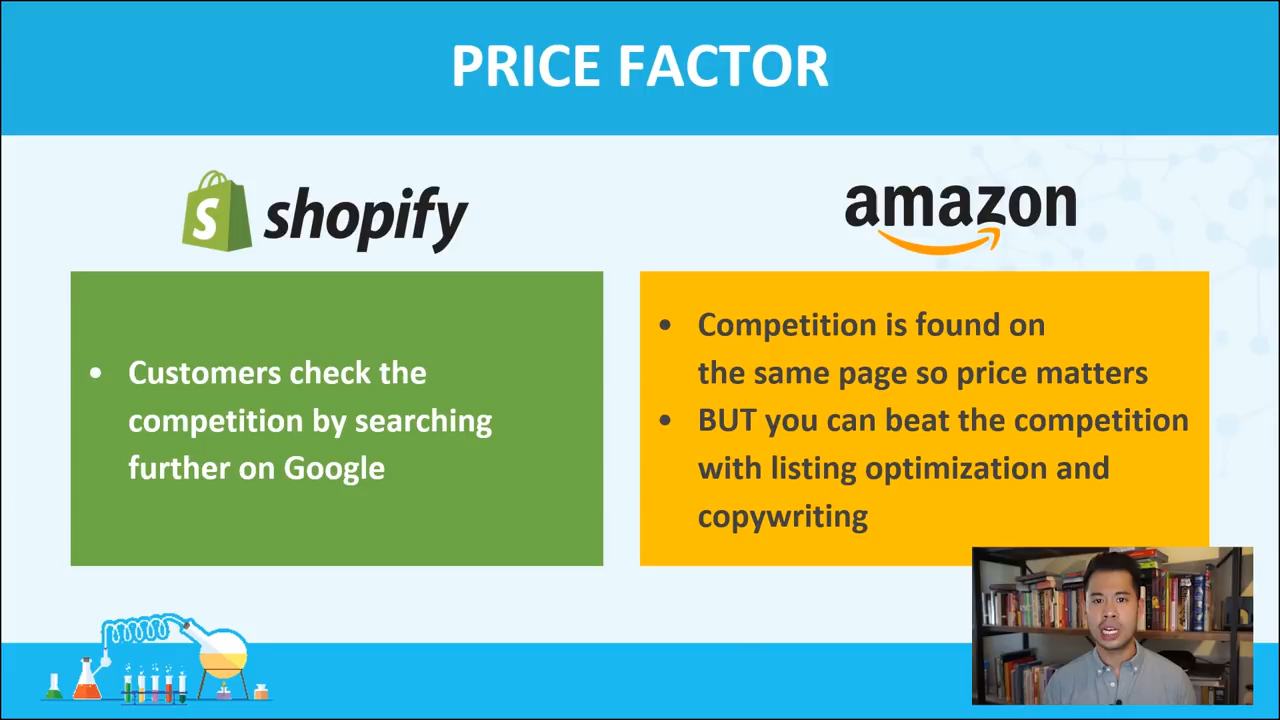 PRICE FACTOR
S shopify
amazon
• Customers check the
competition by searching
further on Google
• Competition is found on
the same page so price matters
• BUT you can beat the competition
with listing optimization and
copywriting